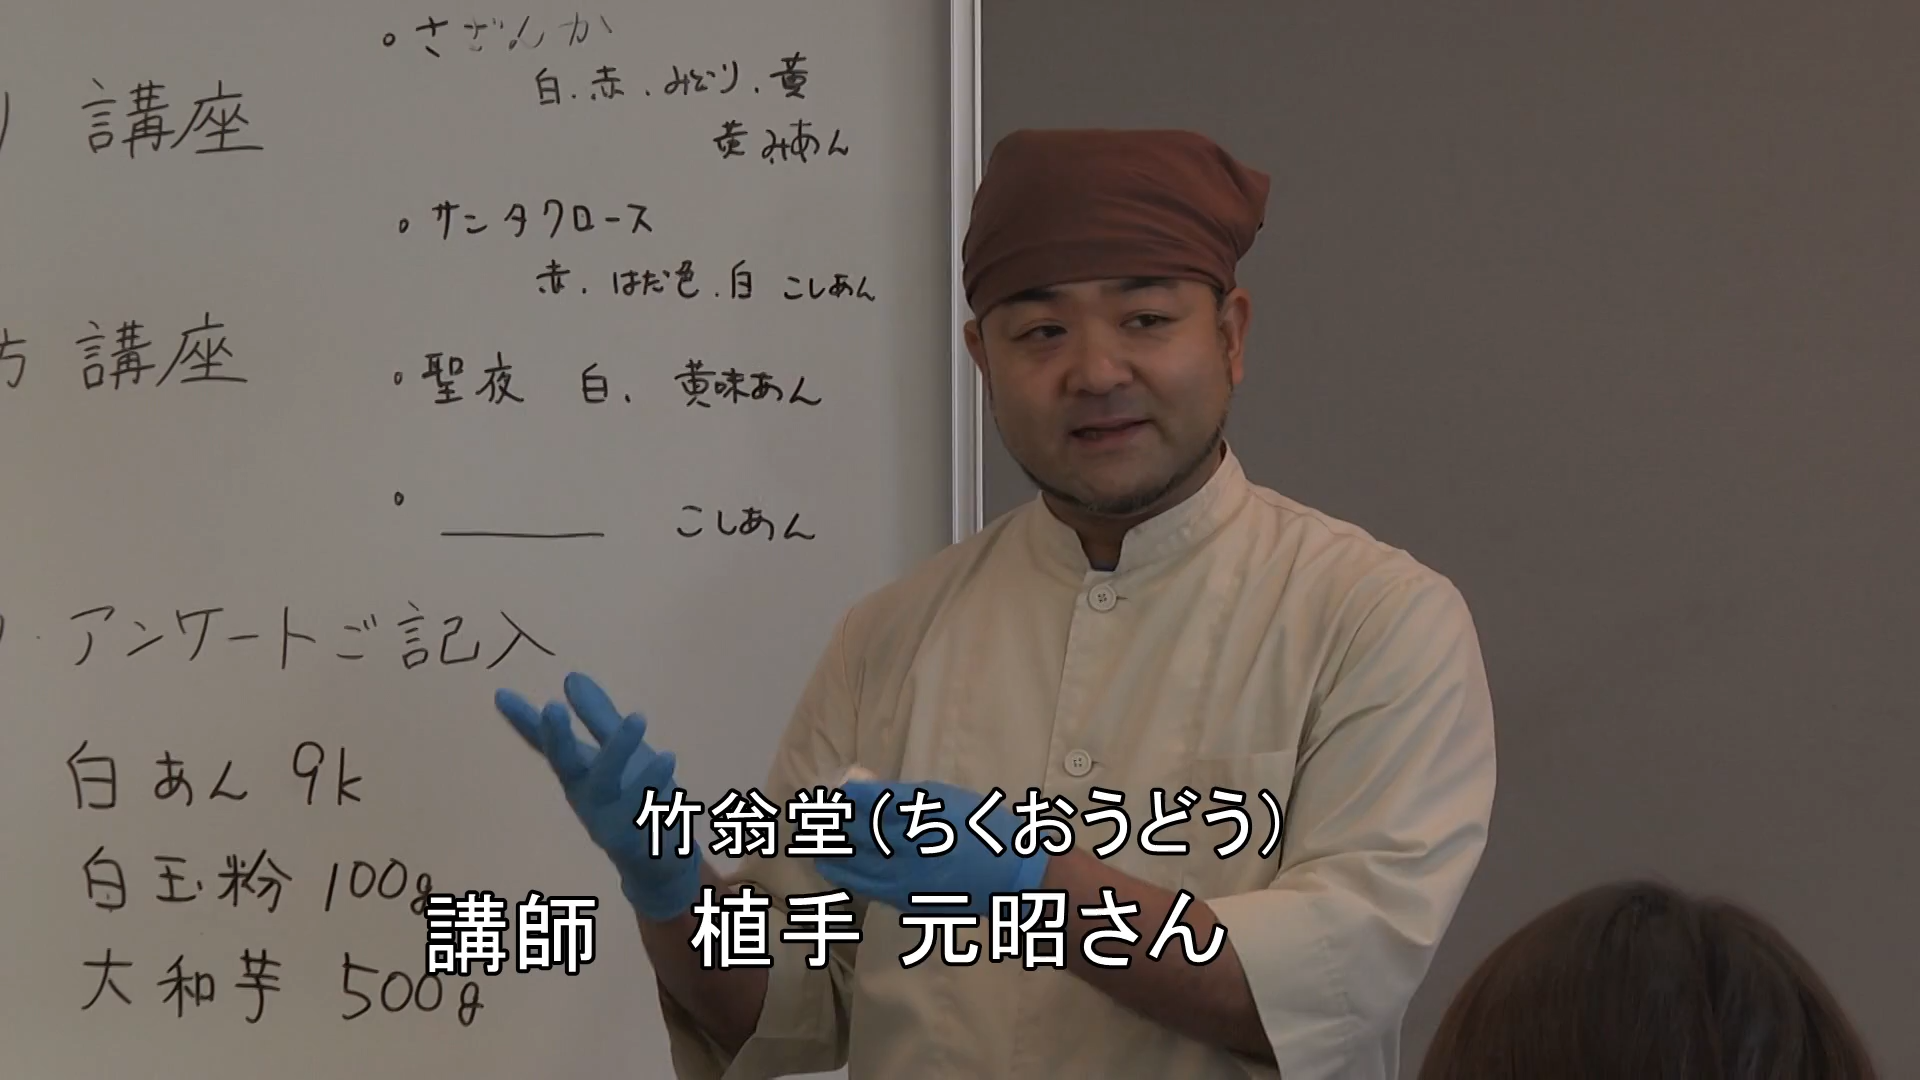 講座
• さざんか
白.赤.みどり.黄
黄みあん
• サンタクロース
赤.はだ色.白 こしあん
方 講座
• 聖夜 白. 黄味あん
• ＿＿＿ こしあん
アンケートご記入
白あん 9k
白玉粉 100g
大和芋 500g
竹翁堂（ちくおうどう）
講師 植手 元昭さん